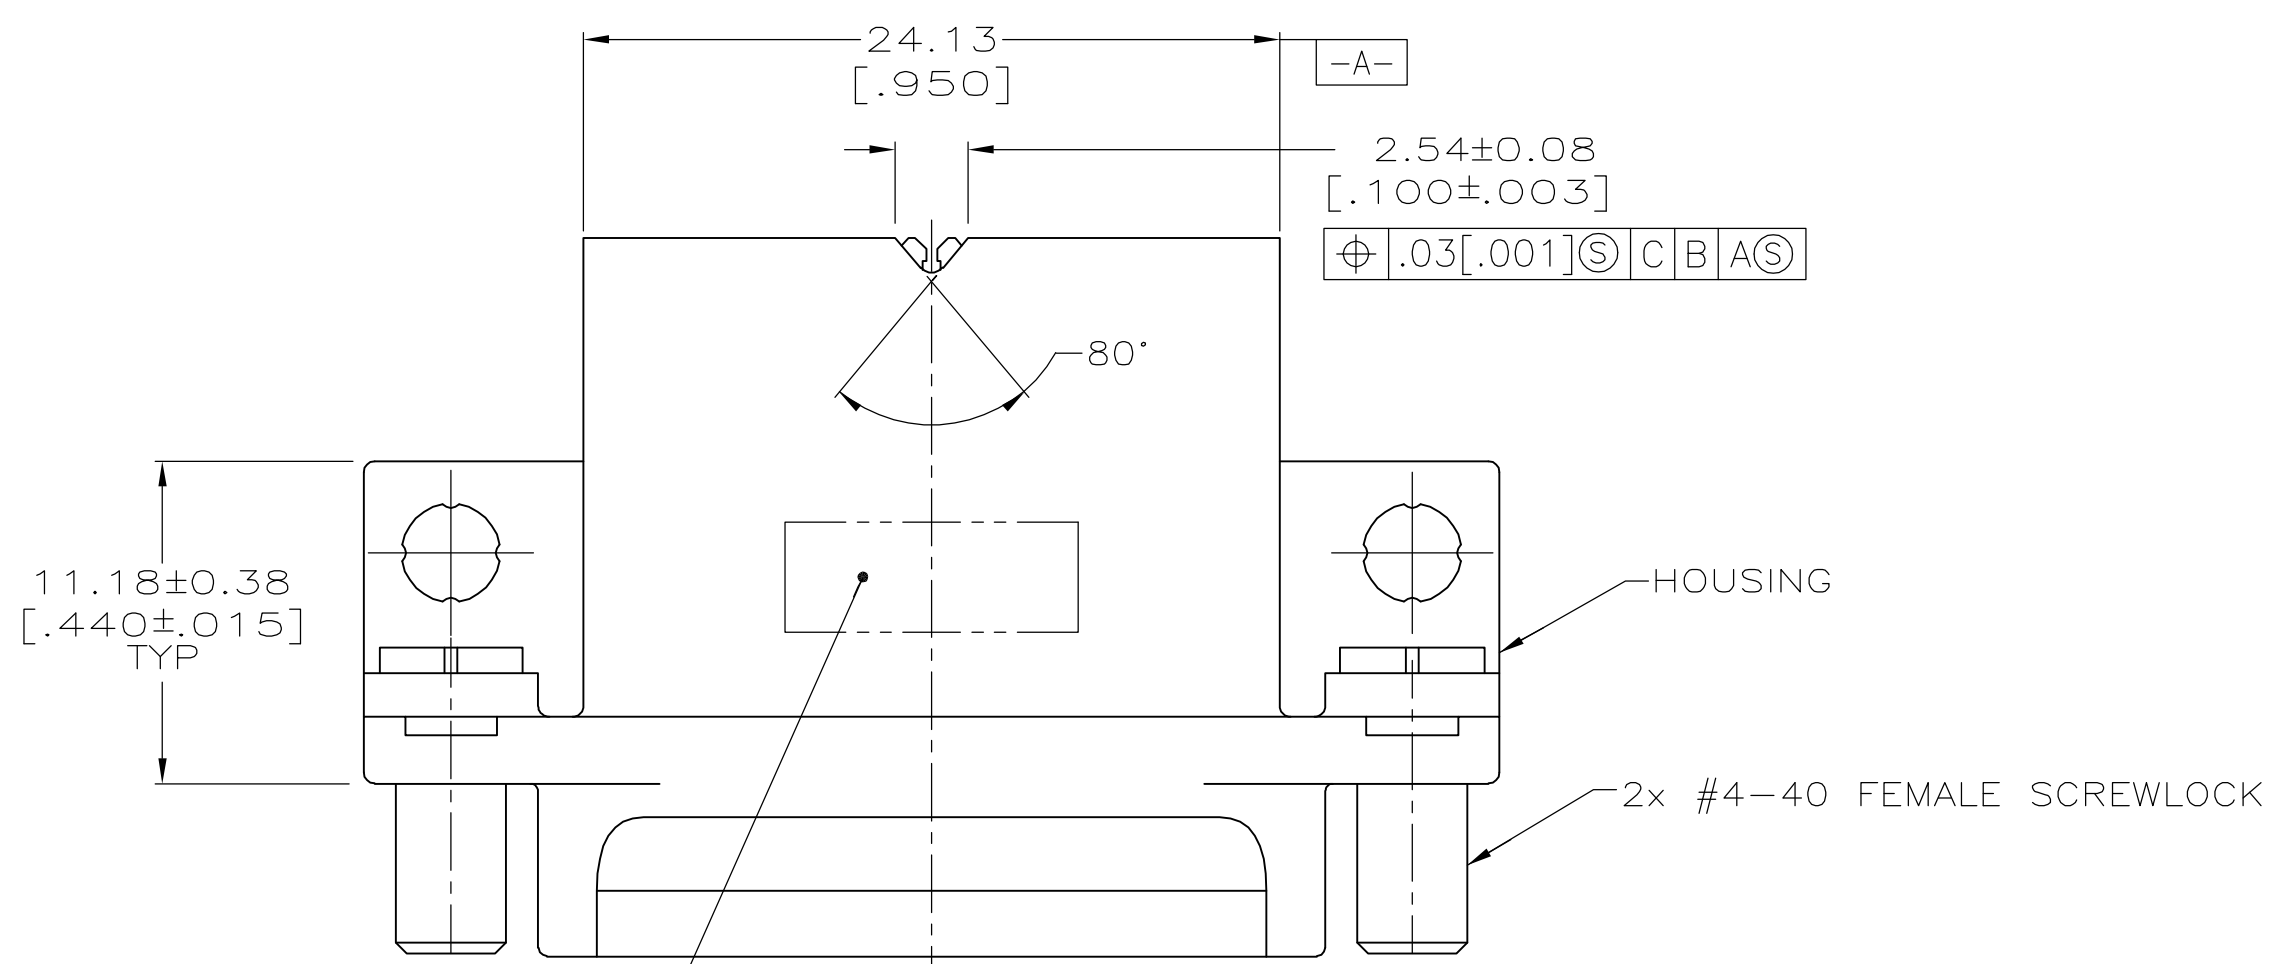 24.13
[.950]
-A-
2.54±0.08
[.100±.003]
⌖ .03[.001]Ⓢ C B AⓈ
80°
11.18±0.38
[.440±.015]
TYP
HOUSING
2x #4-40 FEMALE SCREWLOCK